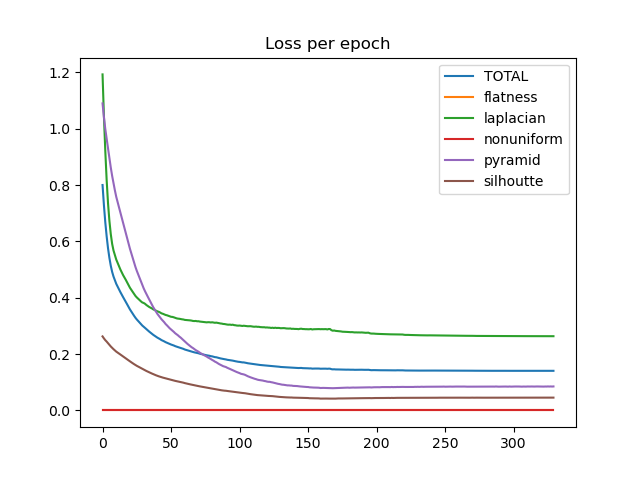 Loss per epoch
1.2
1.0
0.8
0.6
0.4
0.2
0.0
TOTAL
flatness
laplacian
nonuniform
pyramid
silhoutte
0 50 100 150 200 250 300